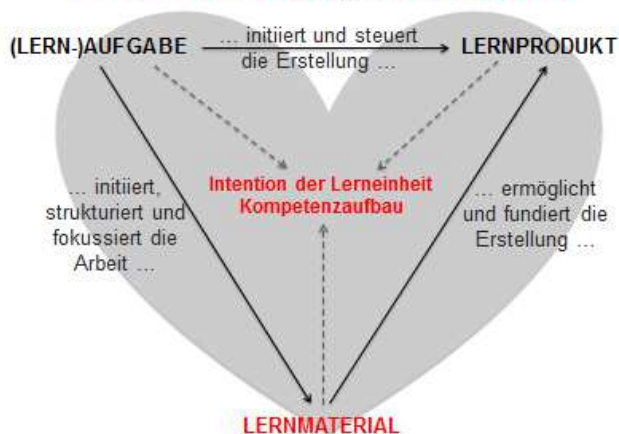 (LERN-)AUFGABE
... initiiert und steuert
die Erstellung ...
LERNPRODUKT
... initiiert,
strukturiert und
fokussiert die
Arbeit ...
Intention der Lerneinheit
Kompetenzaufbau
... ermöglicht
und fundiert die
Erstellung ...
LERNMATERIAL